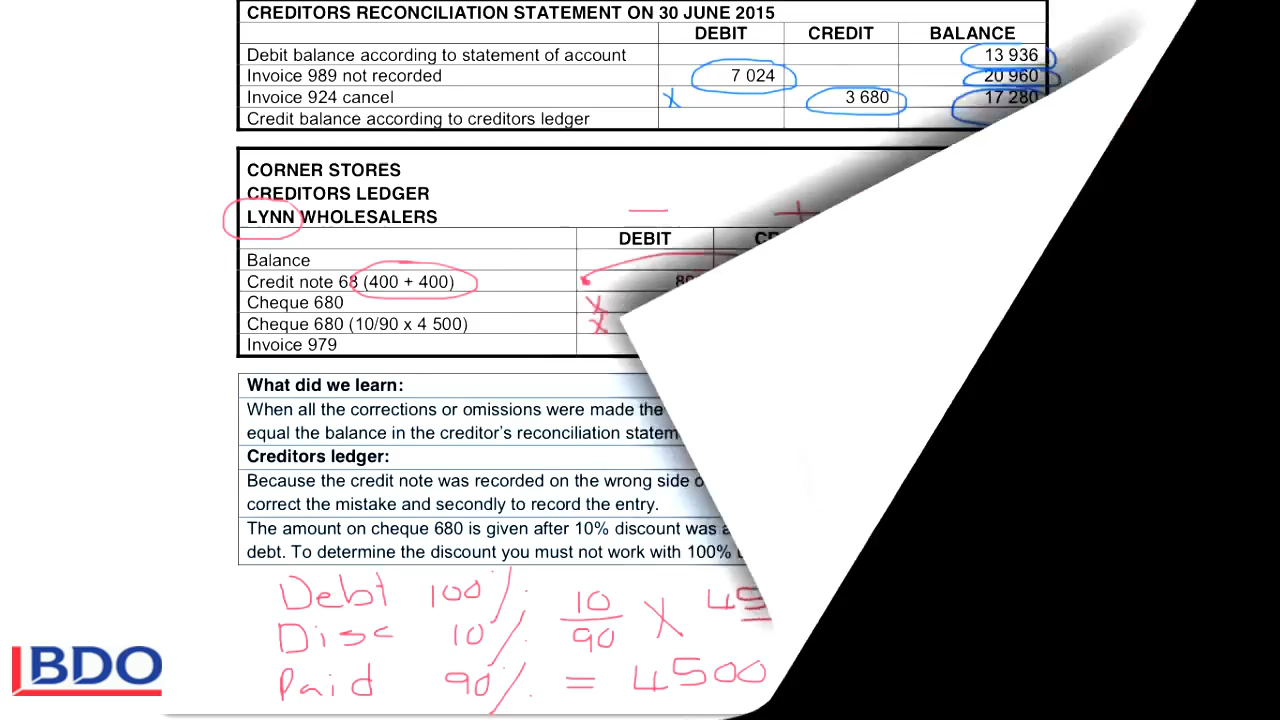 CREDITORS RECONCILIATION STATEMENT ON 30 JUNE 2015
DEBIT CREDIT BALANCE
Debit balance according to statement of account 13 936
Invoice 989 not recorded 7 024 20 960
Invoice 924 cancel X 3 680 17 280
Credit balance according to creditors ledger
CORNER STORES
CREDITORS LEDGER
LYNN WHOLESALERS — +
DEBIT
Balance
Credit note 68 (400 + 400)
Cheque 680 X
Cheque 680 (10/90 x 4 500) X
Invoice 979
What did we learn:
When all the corrections or omissions were made the
equal the balance in the creditor's reconciliation
Creditors ledger:
Because the credit note was recorded on the wrong side
correct the mistake and secondly to record the entry.
The amount on cheque 680 is given after 10% discount was
debt. To determine the discount you must not work with 100%
Debt 100%
Disc 10%
Paid 90%
10/90 X
= 4500
BDO